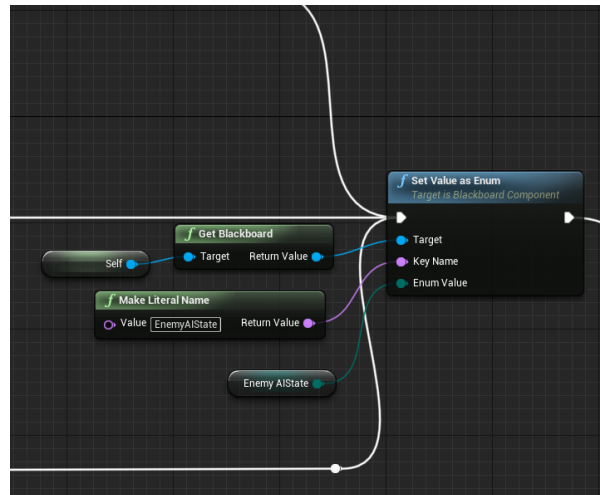 f Set Value as Enum
Target is Blackboard Component
f Get Blackboard
Target Return Value
Self
Target
Key Name
Enum Value
f Make Literal Name
Value EnemyAIState Return Value
Enemy AIState